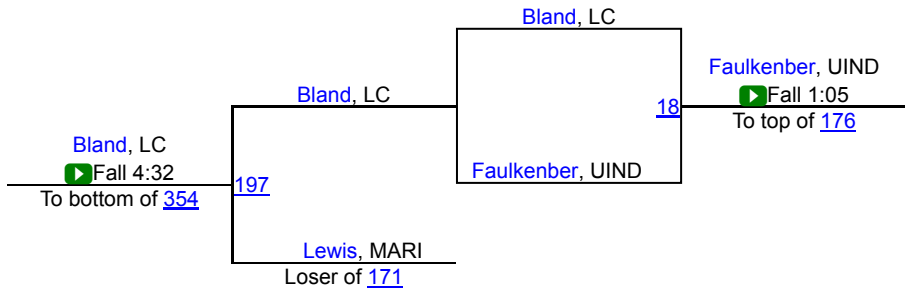 Bland, LC
Faulkenber, UIND
Fall 1:05
Bland, LC
18
To top of 176
Bland, LC
Fall 4:32
Faulkenber, UIND
197
To bottom of 354
Lewis, MARI
Loser of 171